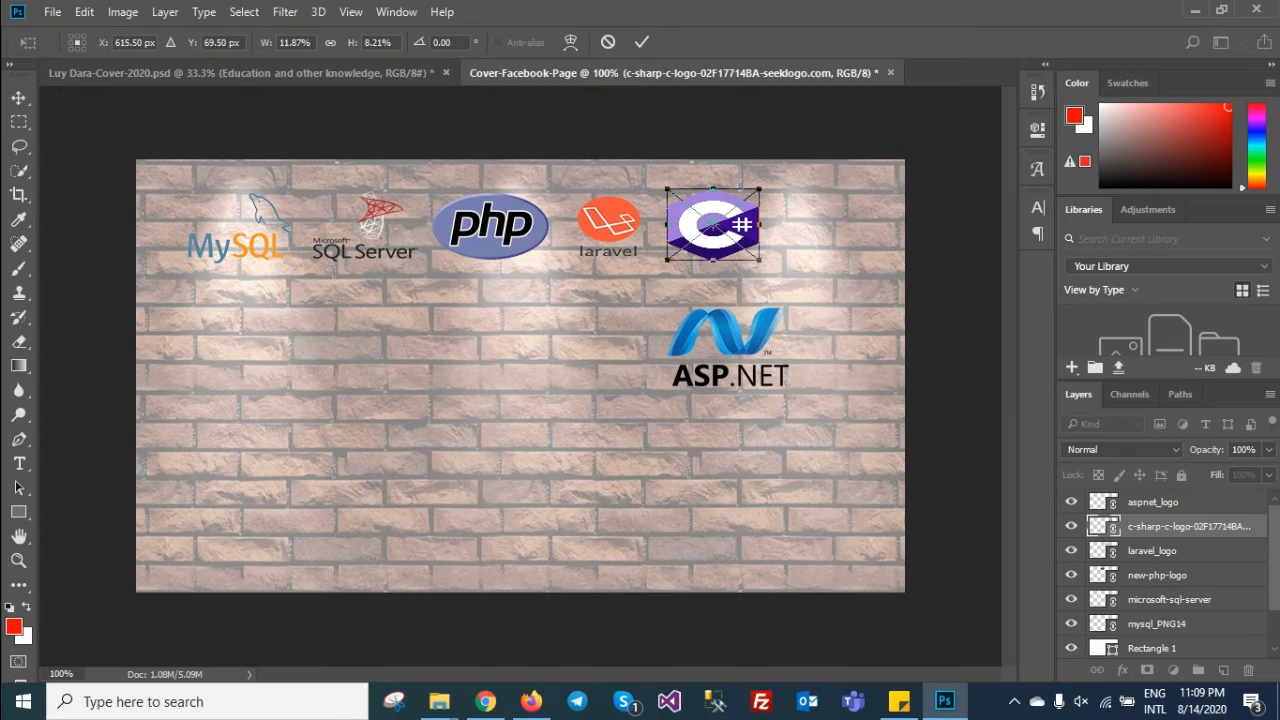 Ps File Edit Image Layer Type Select Filter 3D View Window Help
X: 615.50 px Y: 69.50 px W: 11.87% H: 8.21% 0.00 ° Anti-alias
Luy Dara-Cover-2020.psd @ 33.3% (Education and other knowledge, RGB/8#) * × Cover-Facebook-Page @ 100% (c-sharp-c-logo-02F17714BA-seeklogo.com, RGB/8) * ×
Color Swatches
MySQL
Microsoft®
SQL Server
php
laravel
C#
ASP.NET
™
Libraries Adjustments
Search Current Library
Your Library
View by Type
-- KB
Layers Channels Paths
Kind
Normal Opacity: 100%
Lock: Fill: 100%
aspnet_logo
c-sharp-c-logo-02F17714BA...
laravel_logo
new-php-logo
microsoft-sql-server
mysql_PNG14
Rectangle 1
100% Doc: 1.08M/5.09M
Type here to search
1
Ps
ENG
INTL
11:09 PM
8/14/2020
3